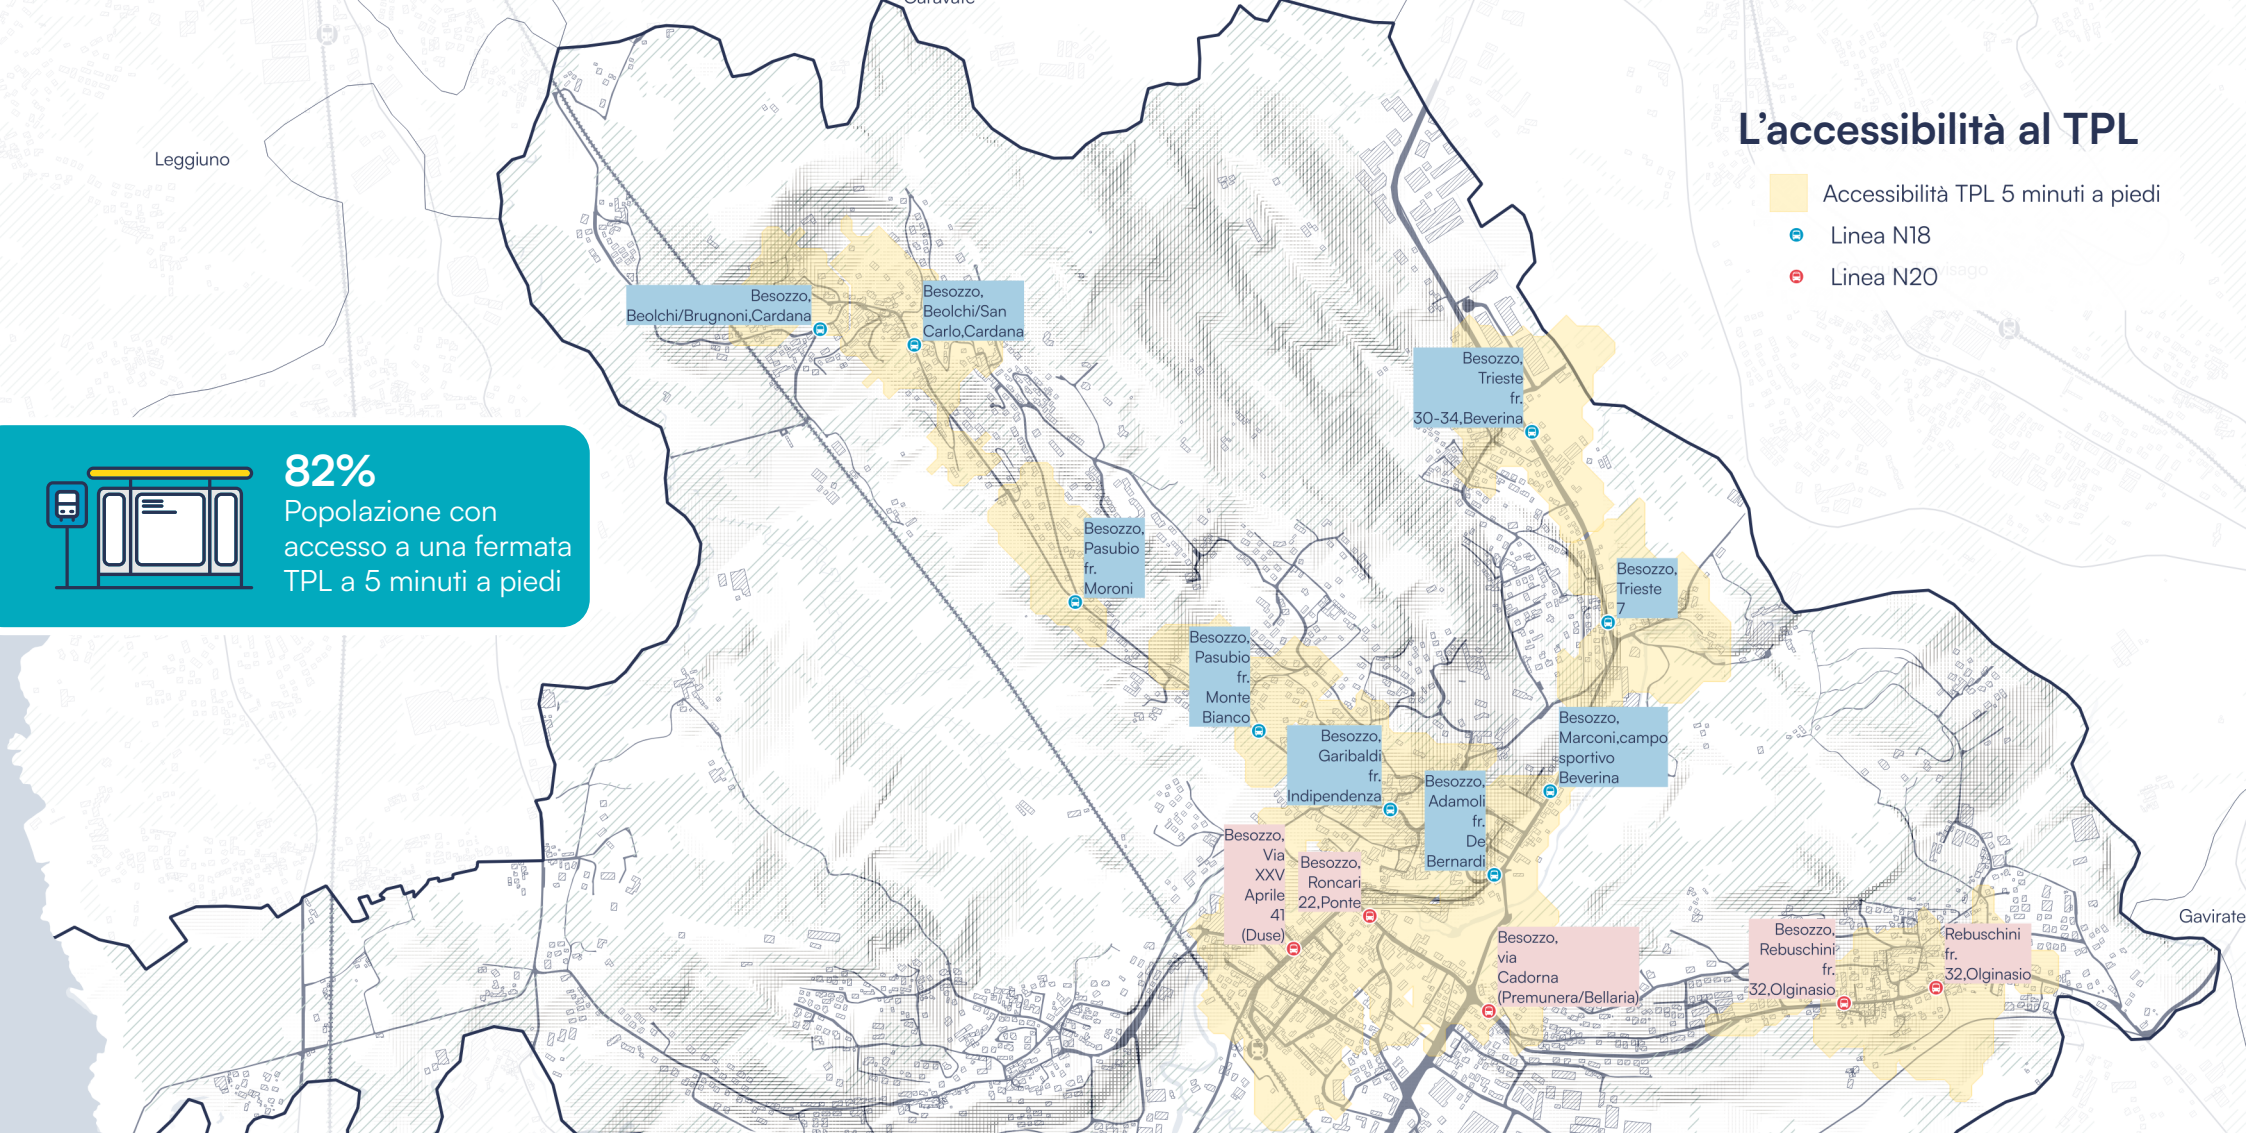 Leggiuno
L’accessibilità al TPL
Accessibilità TPL 5 minuti a piedi
Linea N18
Linea N20
Besozzo,
Beolchi/Brugnoni,Cardana
Besozzo,
Beolchi/San
Carlo,Cardana
Besozzo,
Trieste
fr.
30-34,Beverina
82%
Popolazione con
accesso a una fermata
TPL a 5 minuti a piedi
Besozzo,
Pasubio
fr.
Moroni
Besozzo,
Trieste
7
Besozzo,
Pasubio
fr.
Monte
Bianco
Besozzo,
Marconi,campo
sportivo
Beverina
Besozzo,
Garibaldi
fr.
Indipendenza
Besozzo,
Adamoli
fr.
De
Bernardi
Besozzo,
Via
XXV
Aprile
41
(Duse)
Besozzo,
Roncari
22,Ponte
Besozzo,
via
Cadorna
(Premunera/Bellaria)
Besozzo,
Rebuschini
fr.
32,Olginasio
Rebuschini
fr.
32,Olginasio
Gavirate